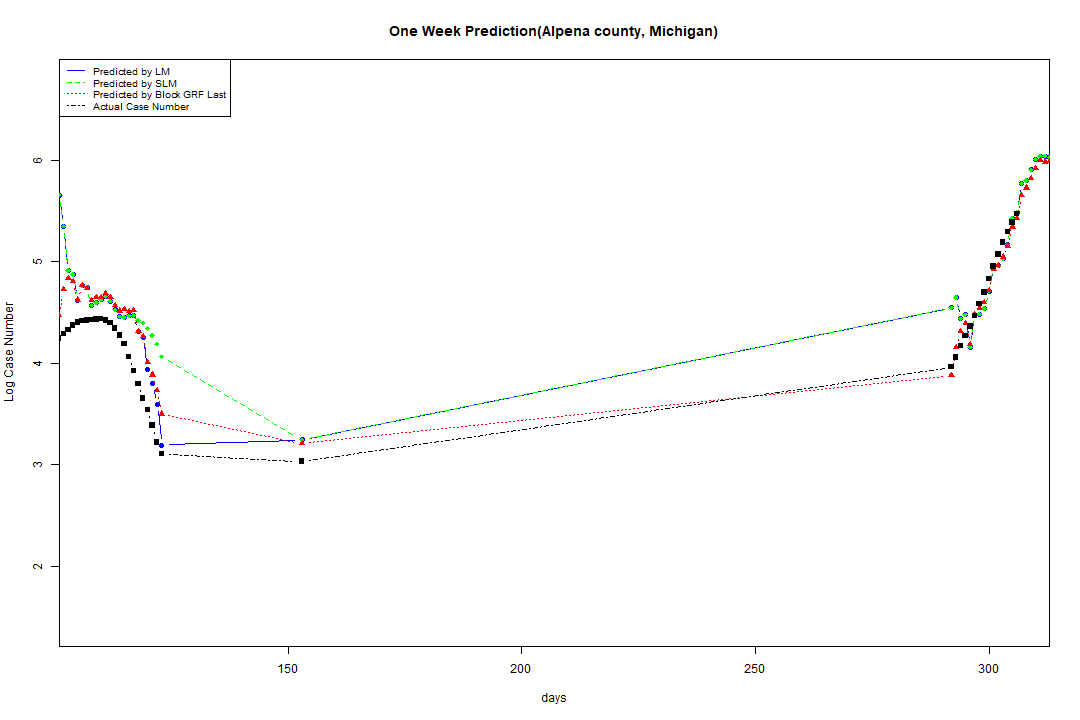 One Week Prediction(Alpena county, Michigan)
Predicted by LM
Predicted by SLM
Predicted by Block GRF Last
Actual Case Number
6
5
4
3
2
Log Case Number
150
200
250
300
days